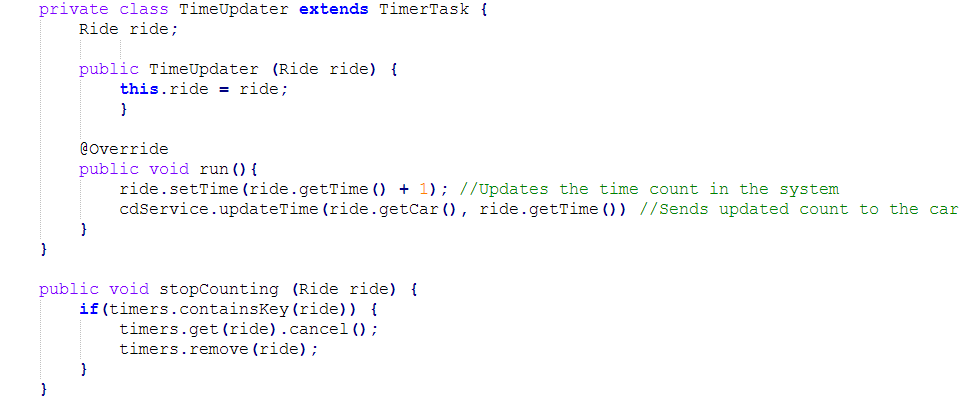 private class TimeUpdater extends TimerTask {
Ride ride;
public TimeUpdater (Ride ride) {
this.ride = ride;
}
@Override
public void run(){
ride.setTime(ride.getTime() + 1); //Updates the time count in the system
cdService.updateTime(ride.getCar(), ride.getTime()) //Sends updated count to the car
}
}
public void stopCounting (Ride ride) {
if(timers.containsKey(ride)) {
timers.get(ride).cancel();
timers.remove(ride);
}
}